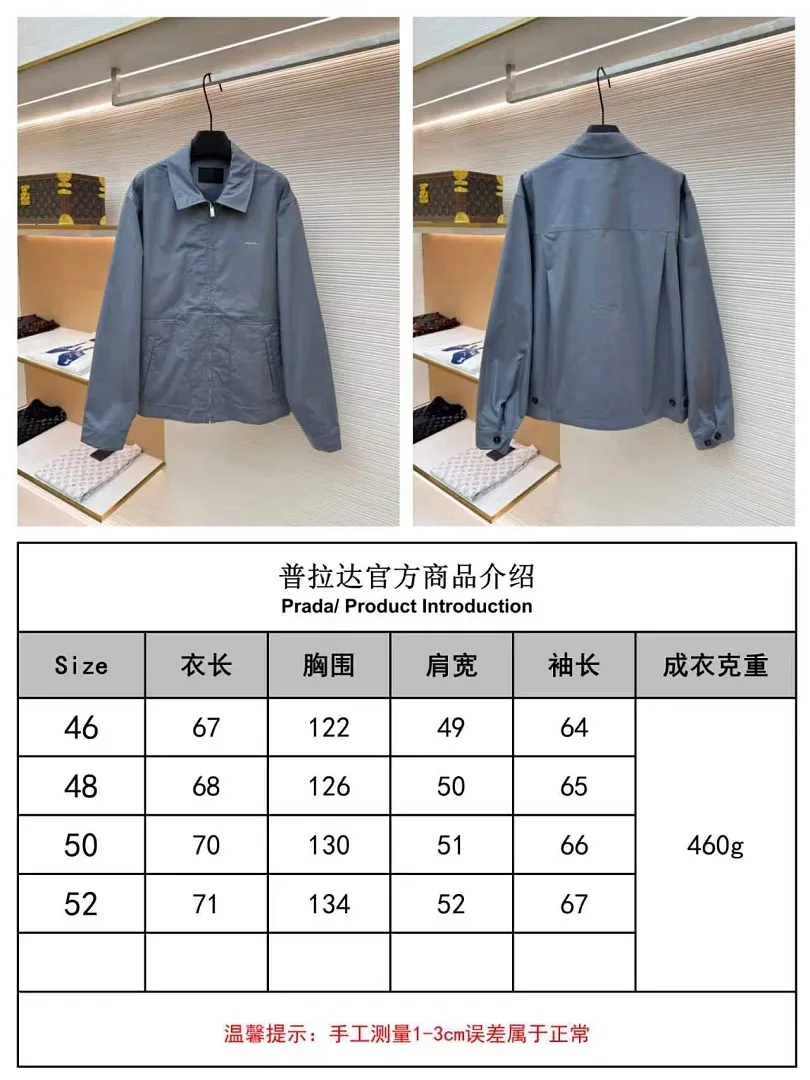 普拉达官方商品介绍
Prada/ Product Introduction
Size 衣长 胸围 肩宽 袖长 成衣克重
46 67 122 49 64
48 68 126 50 65
50 70 130 51 66
460g
52 71 134 52 67
温馨提示：手工测量1-3cm误差属于正常